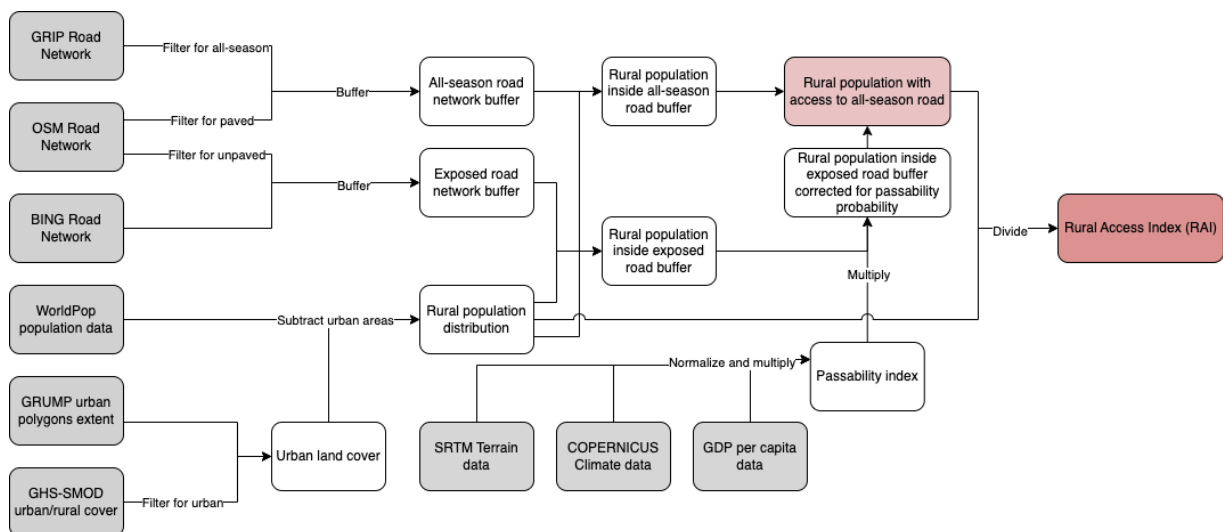 GRIP Road
Network
Filter for all-season
OSM Road
Network
Filter for paved
Filter for unpaved
BING Road
Network
Buffer
Buffer
All-season road
network buffer
Exposed road
network buffer
Rural population
inside all-season
road buffer
Rural population with
access to all-season road
Rural population inside
exposed road buffer
corrected for passability
probability
Rural population
inside exposed
road buffer
Multiply
Divide
Rural Access Index (RAI)
WorldPop
population data
Subtract urban areas
Rural population
distribution
Normalize and multiply
Passability index
GRUMP urban
polygons extent
Urban land cover
GHS-SMOD
urban/rural cover
Filter for urban
SRTM Terrain
data
COPERNICUS
Climate data
GDP per capita
data